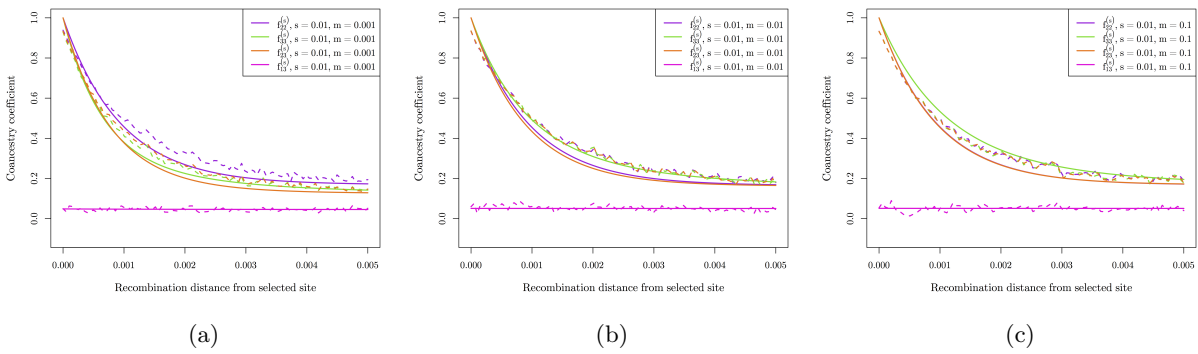 f22(s), s = 0.01, m = 0.001
f33(s), s = 0.01, m = 0.001
f23(s), s = 0.01, m = 0.001
f13(s), s = 0.01, m = 0.001
Coancestry coefficient
1.0
0.8
0.6
0.4
0.2
0.0
0.000 0.001 0.002 0.003 0.004 0.005
Recombination distance from selected site
(a)
f22(s), s = 0.01, m = 0.01
f33(s), s = 0.01, m = 0.01
f23(s), s = 0.01, m = 0.01
f13(s), s = 0.01, m = 0.01
Coancestry coefficient
1.0
0.8
0.6
0.4
0.2
0.0
0.000 0.001 0.002 0.003 0.004 0.005
Recombination distance from selected site
(b)
f22(s), s = 0.01, m = 0.1
f33(s), s = 0.01, m = 0.1
f23(s), s = 0.01, m = 0.1
f13(s), s = 0.01, m = 0.1
Coancestry coefficient
1.0
0.8
0.6
0.4
0.2
0.0
0.000 0.001 0.002 0.003 0.004 0.005
Recombination distance from selected site
(c)